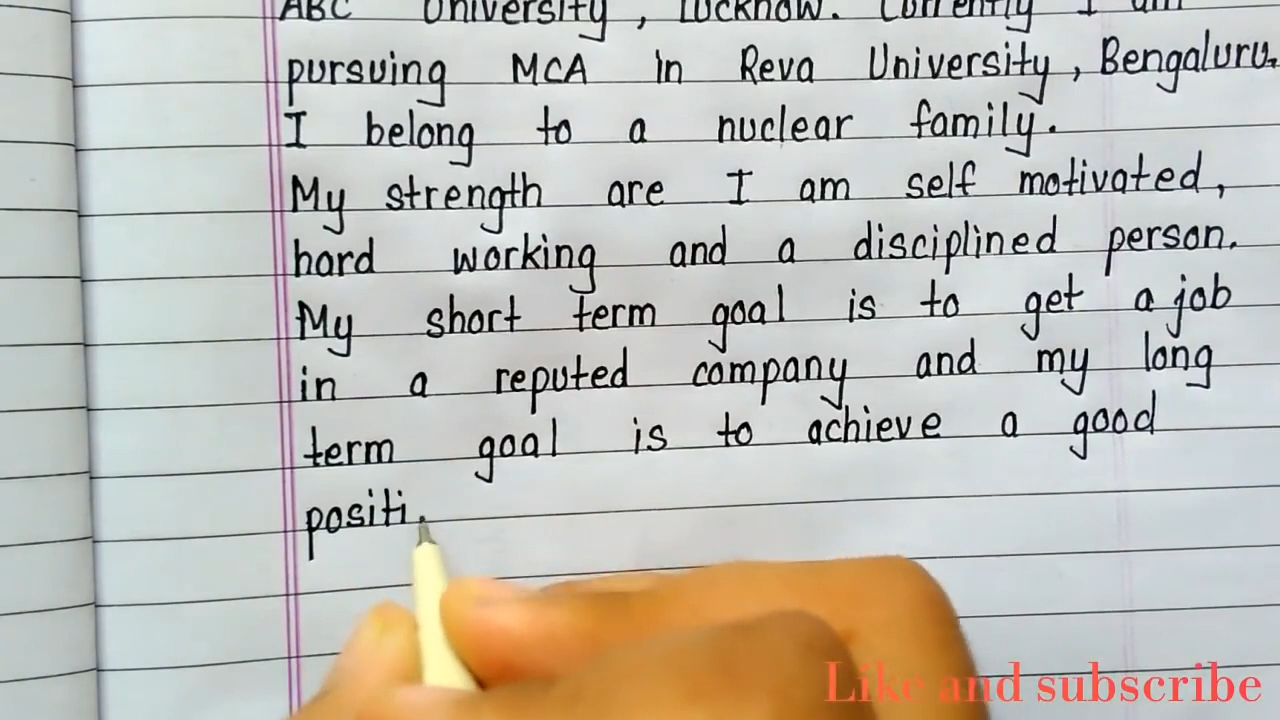 ABC University, Lucknow. Currently I am
pursuing MCA in Reva University, Bengaluru.
I belong to a nuclear family.
My strength are I am self motivated,
hard working and a disciplined person.
My short term goal is to get a job
in a reputed company and my long
term goal is to achieve a good
positi
Like and subscribe